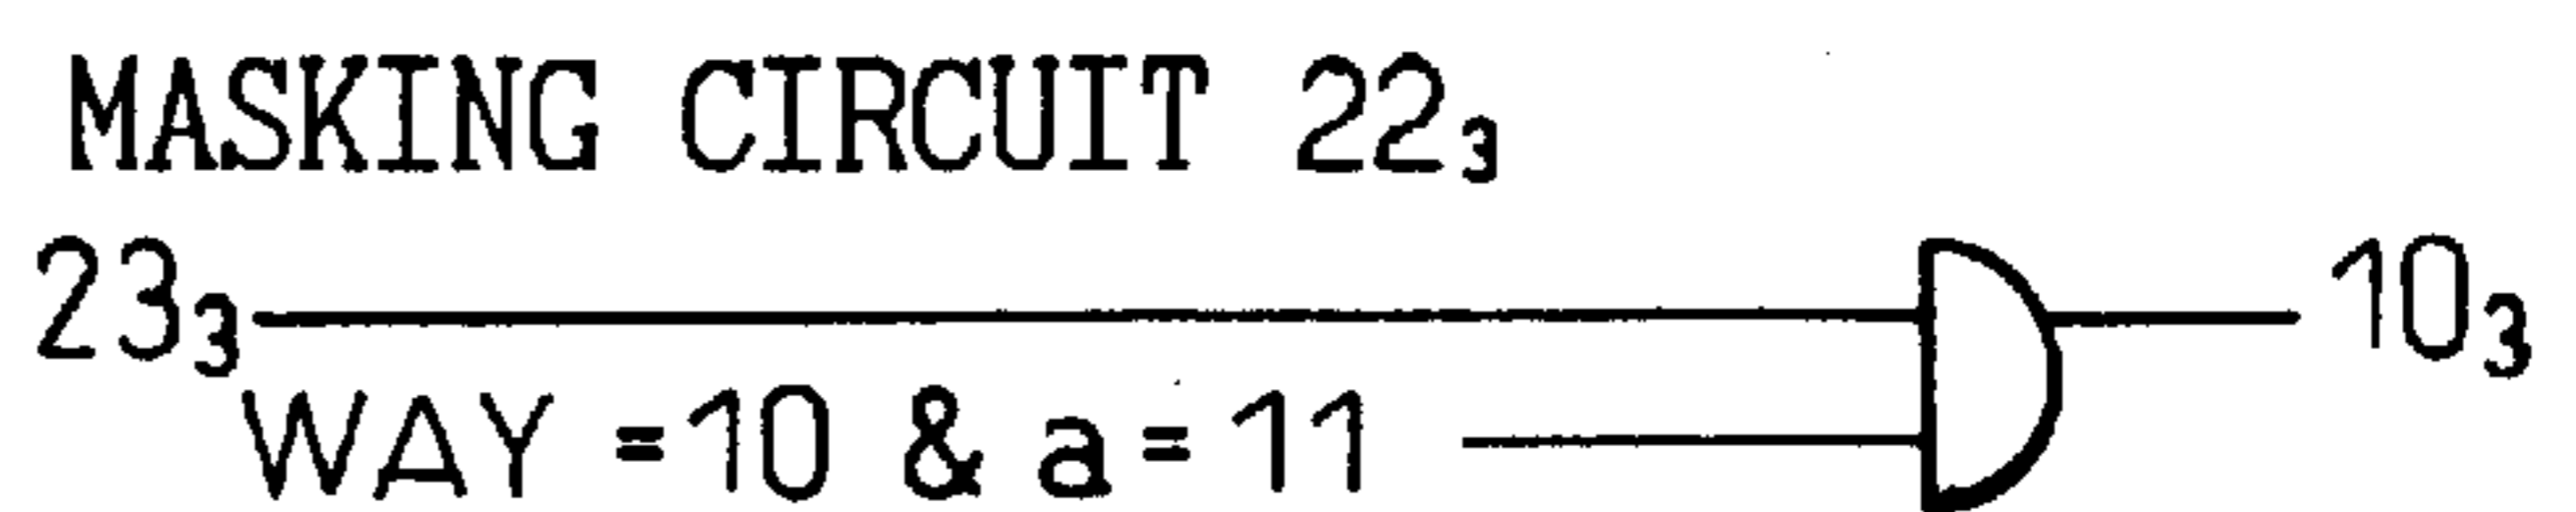 MASKING CIRCUIT 22₃
23₃ 10₃
WAY = 10 & a = 11